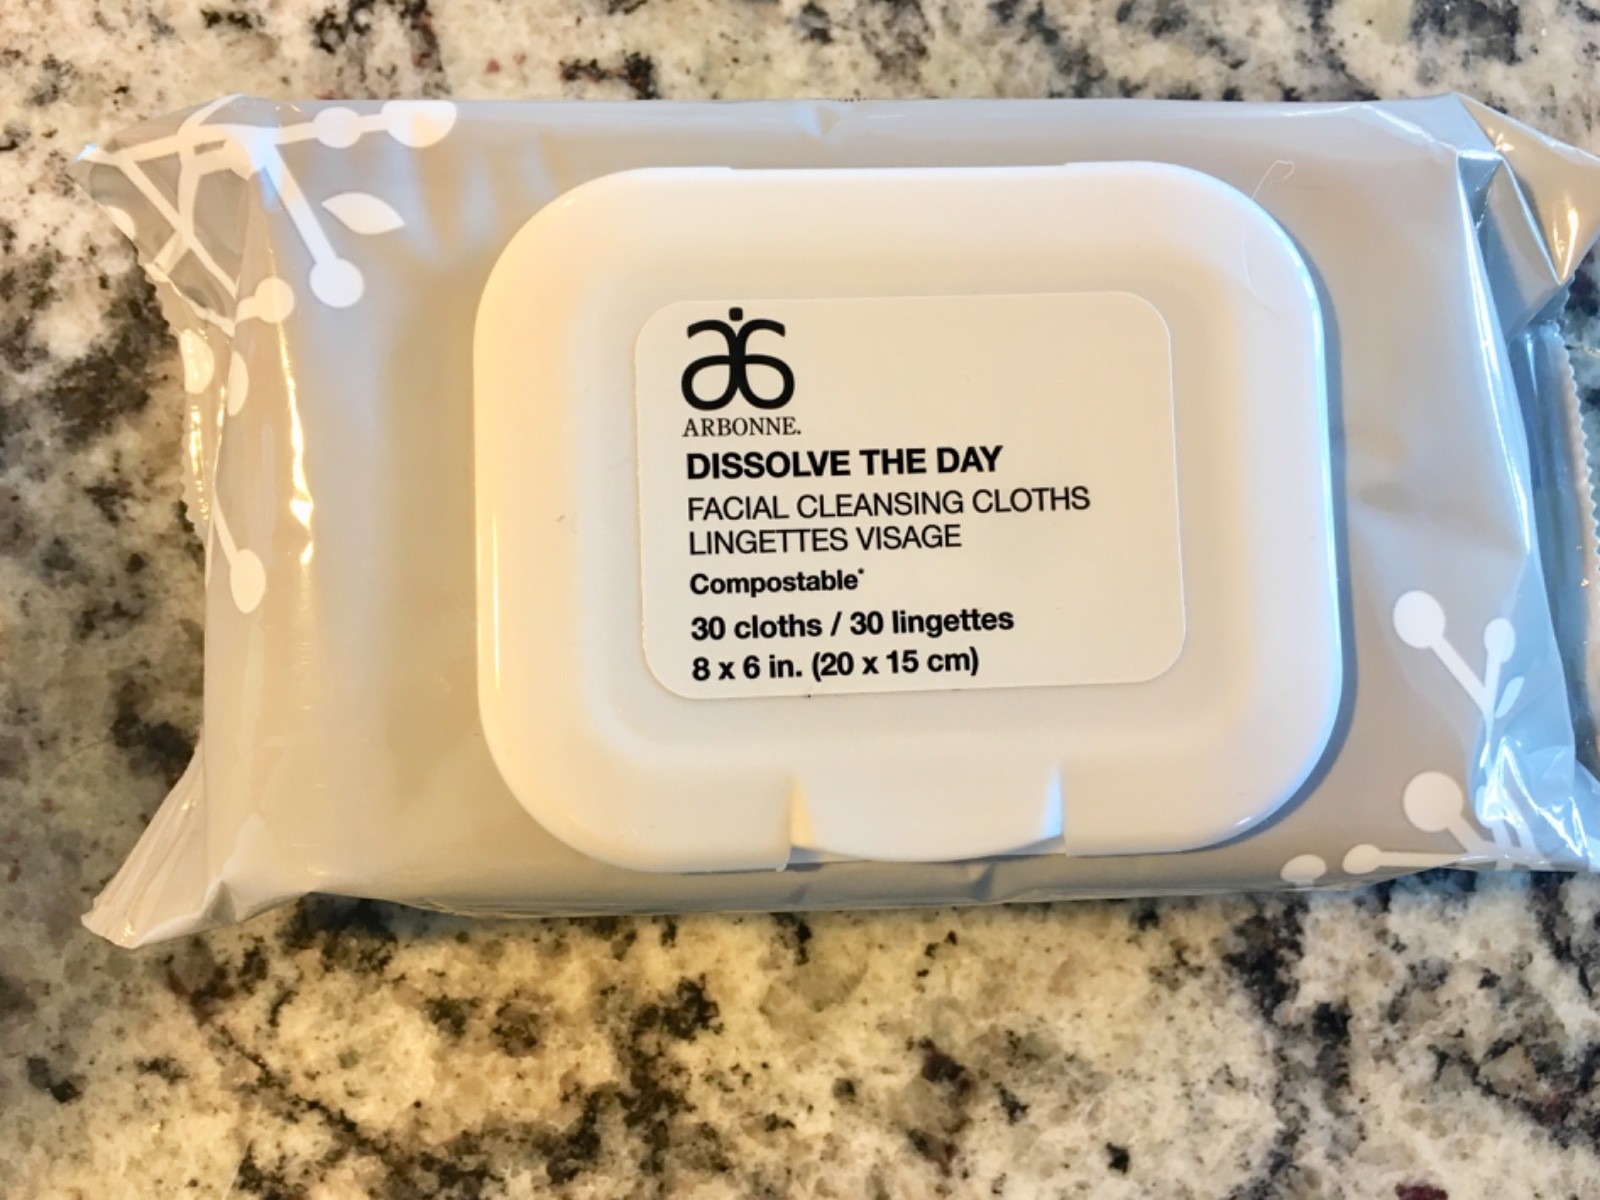 ARBONNE.
DISSOLVE THE DAY
FACIAL CLEANSING CLOTHS
LINGETTES VISAGE
Compostable*
30 cloths / 30 lingettes
8 x 6 in. (20 x 15 cm)